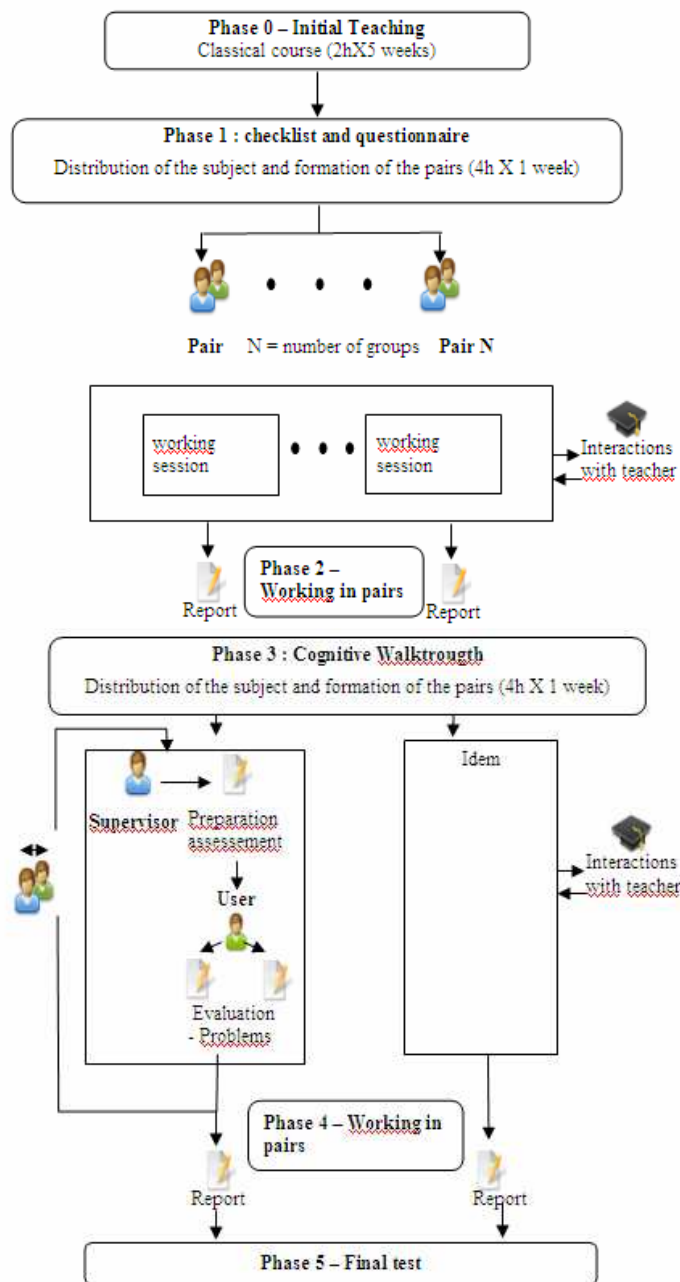 Phase 0 – Initial Teaching
Classical course (2hX5 weeks)
Phase 1 : checklist and questionnaire
Distribution of the subject and formation of the pairs (4h X 1 week)
Pair
N = number of groups
Pair N
working
session
working
session
Interactions
with teacher
Phase 2 –
Working in pairs
Report
Report
Phase 3 : Cognitive Walktrougth
Distribution of the subject and formation of the pairs (4h X 1 week)
Idem
Supervisor
Preparation
assessement
User
Evaluation
- Problems
Interactions
with teacher
Phase 4 – Working in
pairs
Report
Report
Phase 5 – Final test